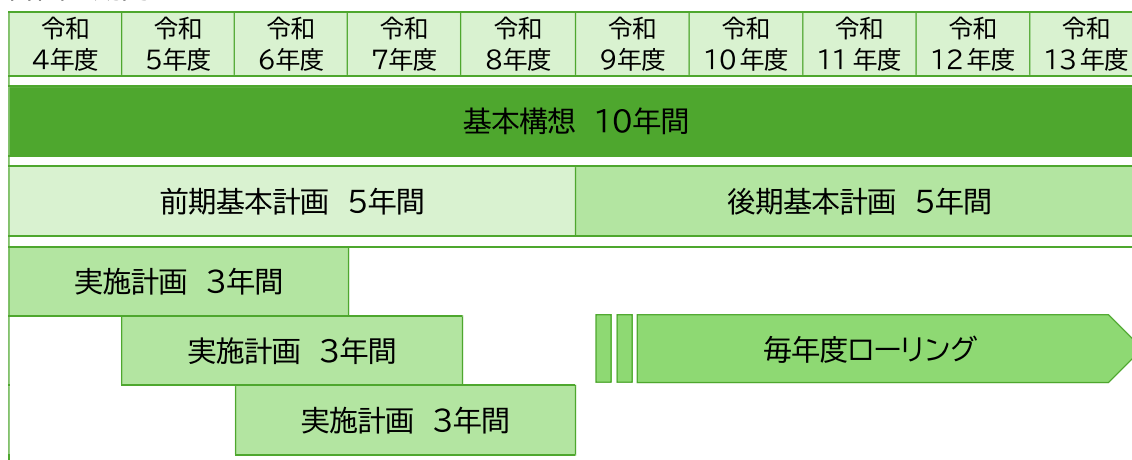 令和
4年度
令和
5年度
令和
6年度
令和
7年度
令和
8年度
令和
9年度
令和
10年度
令和
11年度
令和
12年度
令和
13年度
基本構想 10年間
前期基本計画 5年間
後期基本計画 5年間
実施計画 3年間
実施計画 3年間
毎年度ローリング
実施計画 3年間